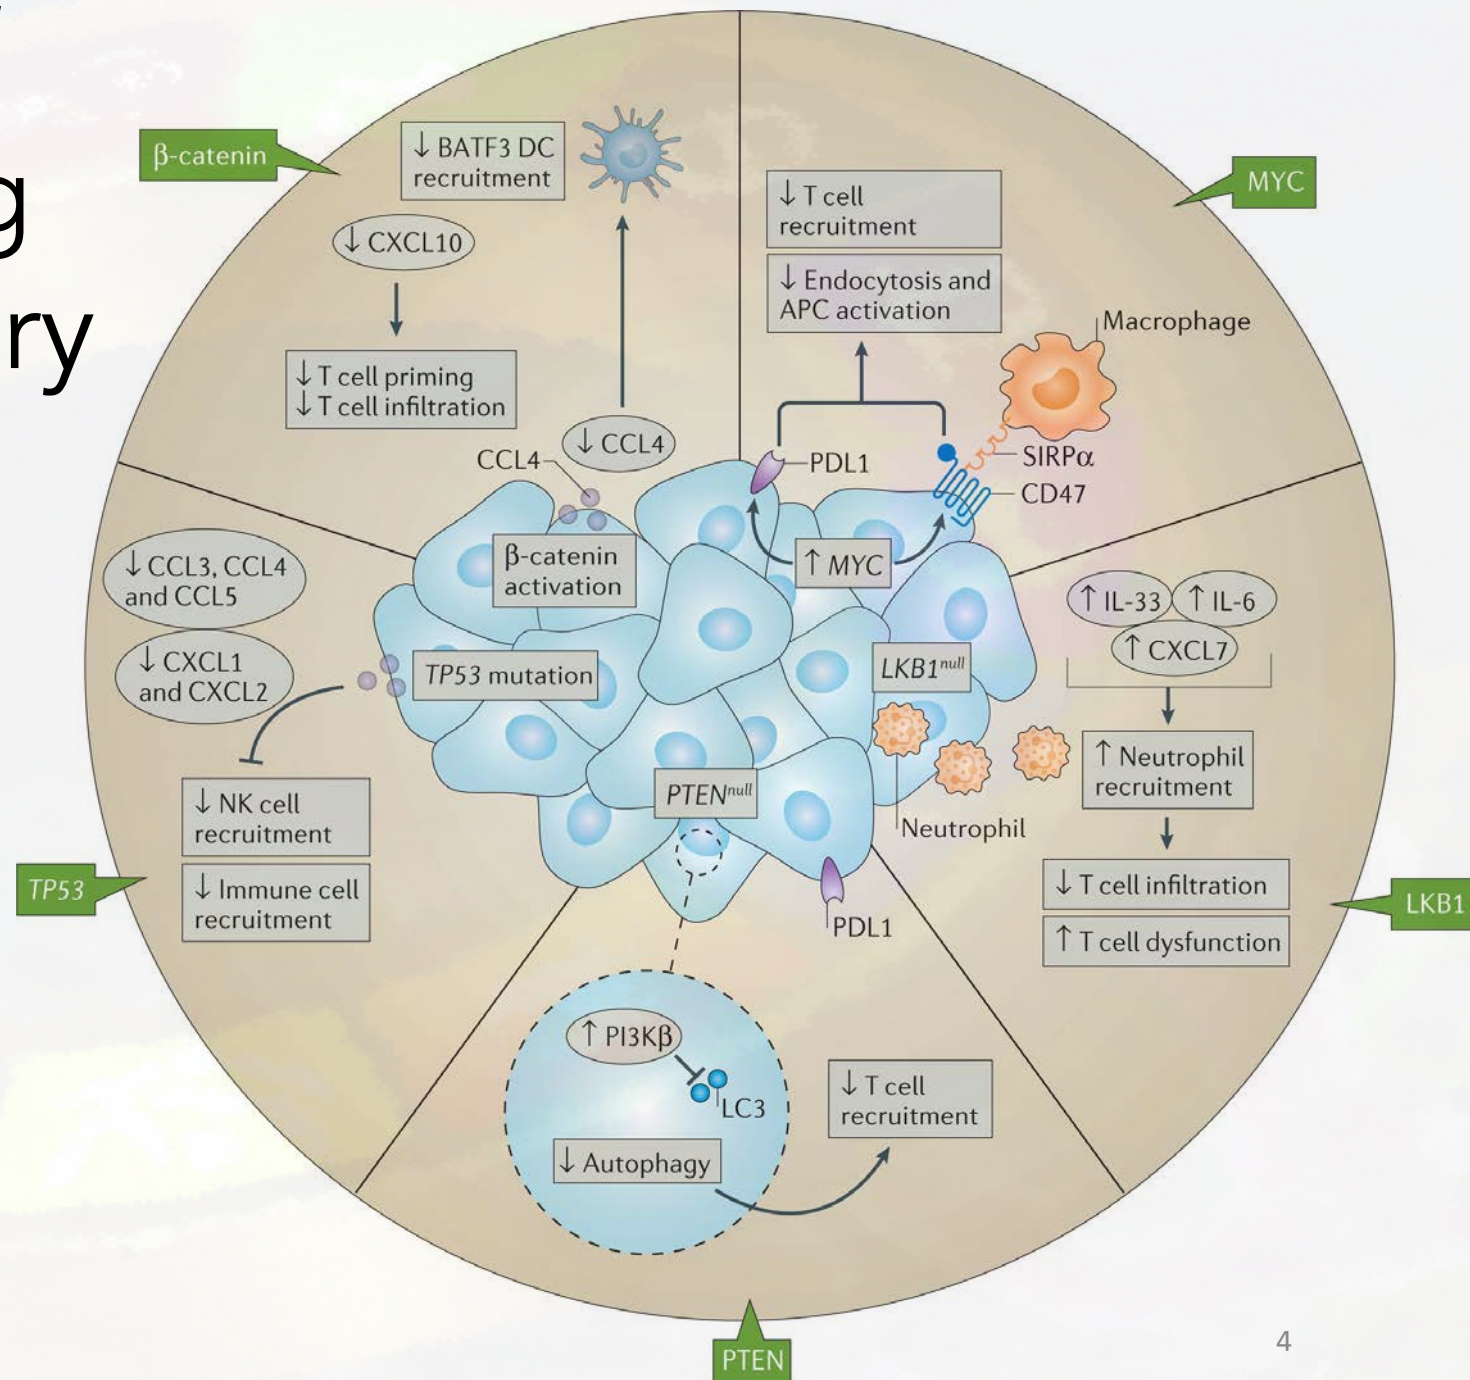 g
ry
β-catenin
↓ BATF3 DC
recruitment
↓ CXCL10
↓ T cell priming
↓ T cell infiltration
↓ CCL4
CCL4
β-catenin
activation
MYC
↓ T cell
recruitment
↓ Endocytosis and
APC activation
Macrophage
PDL1
SIRPα
CD47
↑ MYC
↓ CCL3, CCL4
and CCL5
↓ CXCL1
and CXCL2
TP53 mutation
↓ NK cell
recruitment
↓ Immune cell
recruitment
TP53
↑ IL-33
↑ IL-6
↑ CXCL7
LKB1null
↑ Neutrophil
recruitment
Neutrophil
↓ T cell infiltration
↑ T cell dysfunction
LKB1
PTENnull
PDL1
↑ PI3Kβ
LC3
↓ Autophagy
↓ T cell
recruitment
PTEN
4